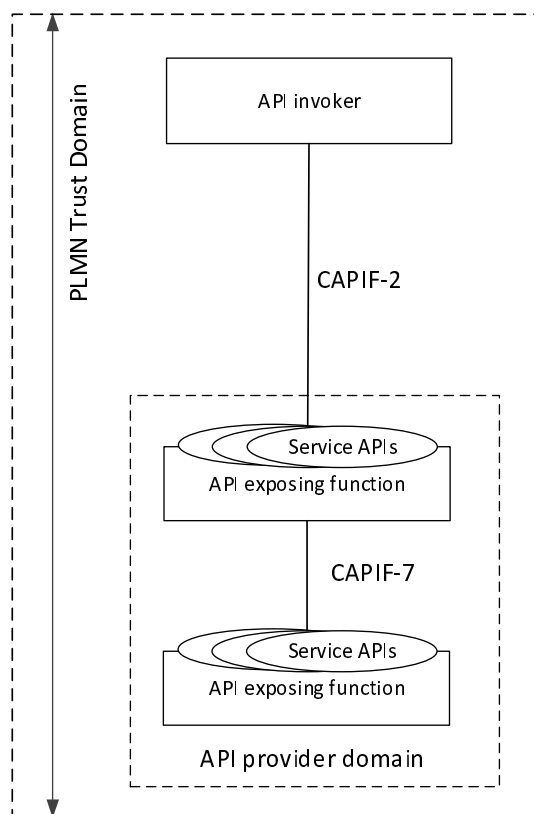 API invoker
PLMN Trust Domain
CAPIF-2
Service APIs
API exposing function
CAPIF-7
Service APIs
API exposing function
API provider domain